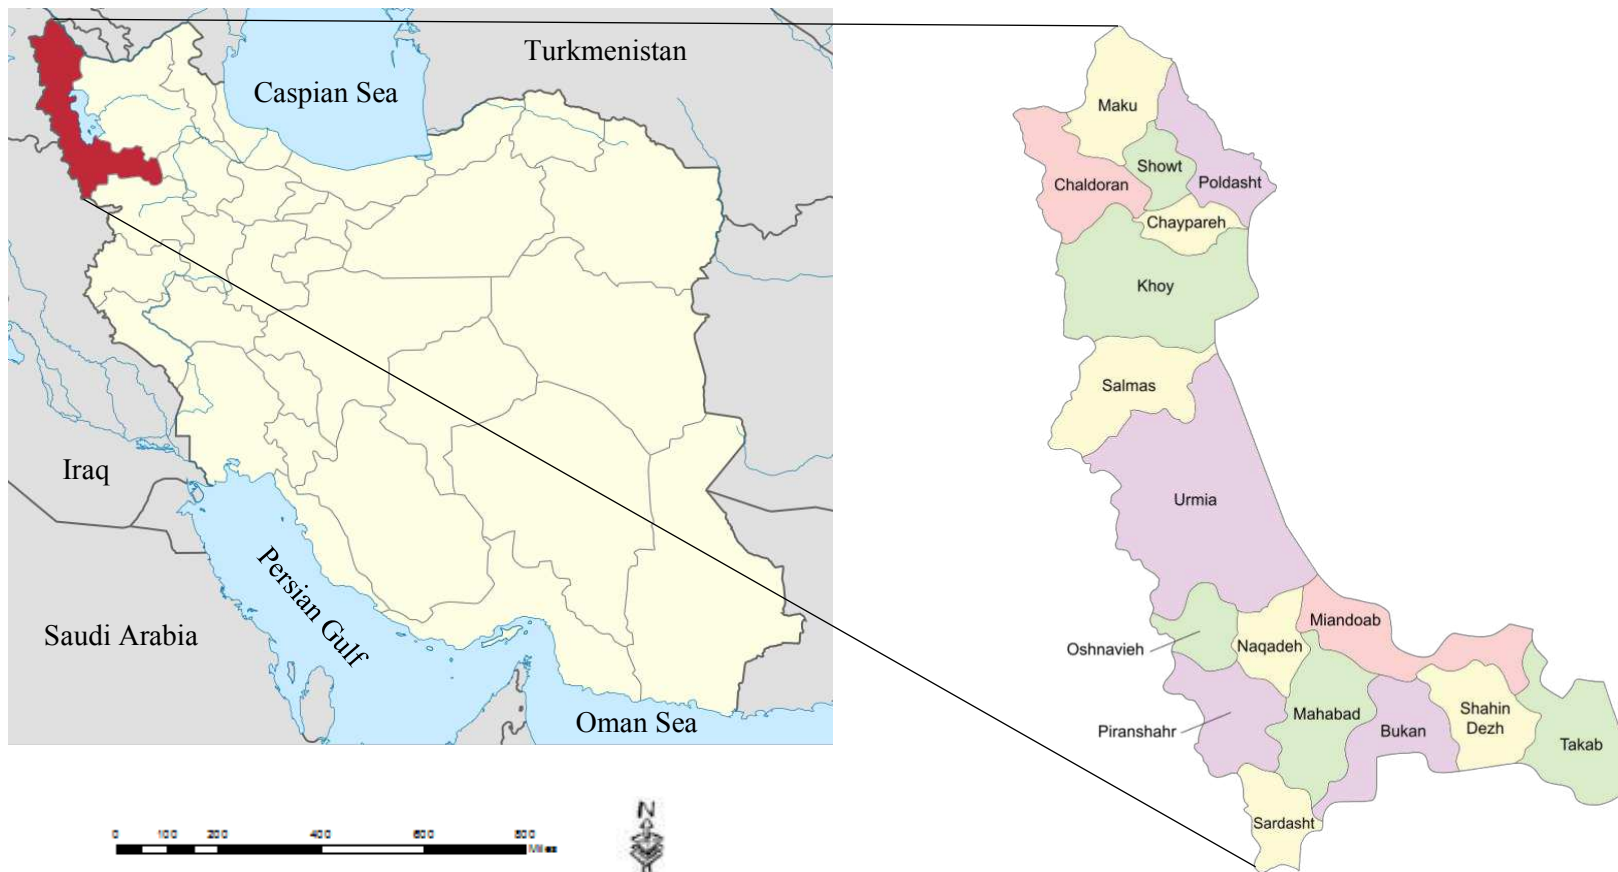 Turkmenistan
Caspian Sea
Iraq
Saudi Arabia
Persian Gulf
Oman Sea
0 100 200 400 600 800
Miles
N
Maku
Showt
Poldasht
Chaldoran
Chaypareh
Khoy
Salmas
Urmia
Miandoab
Oshnavieh
Naqadeh
Piranshahr
Mahabad
Bukan
Shahin
Dezh
Takab
Sardasht